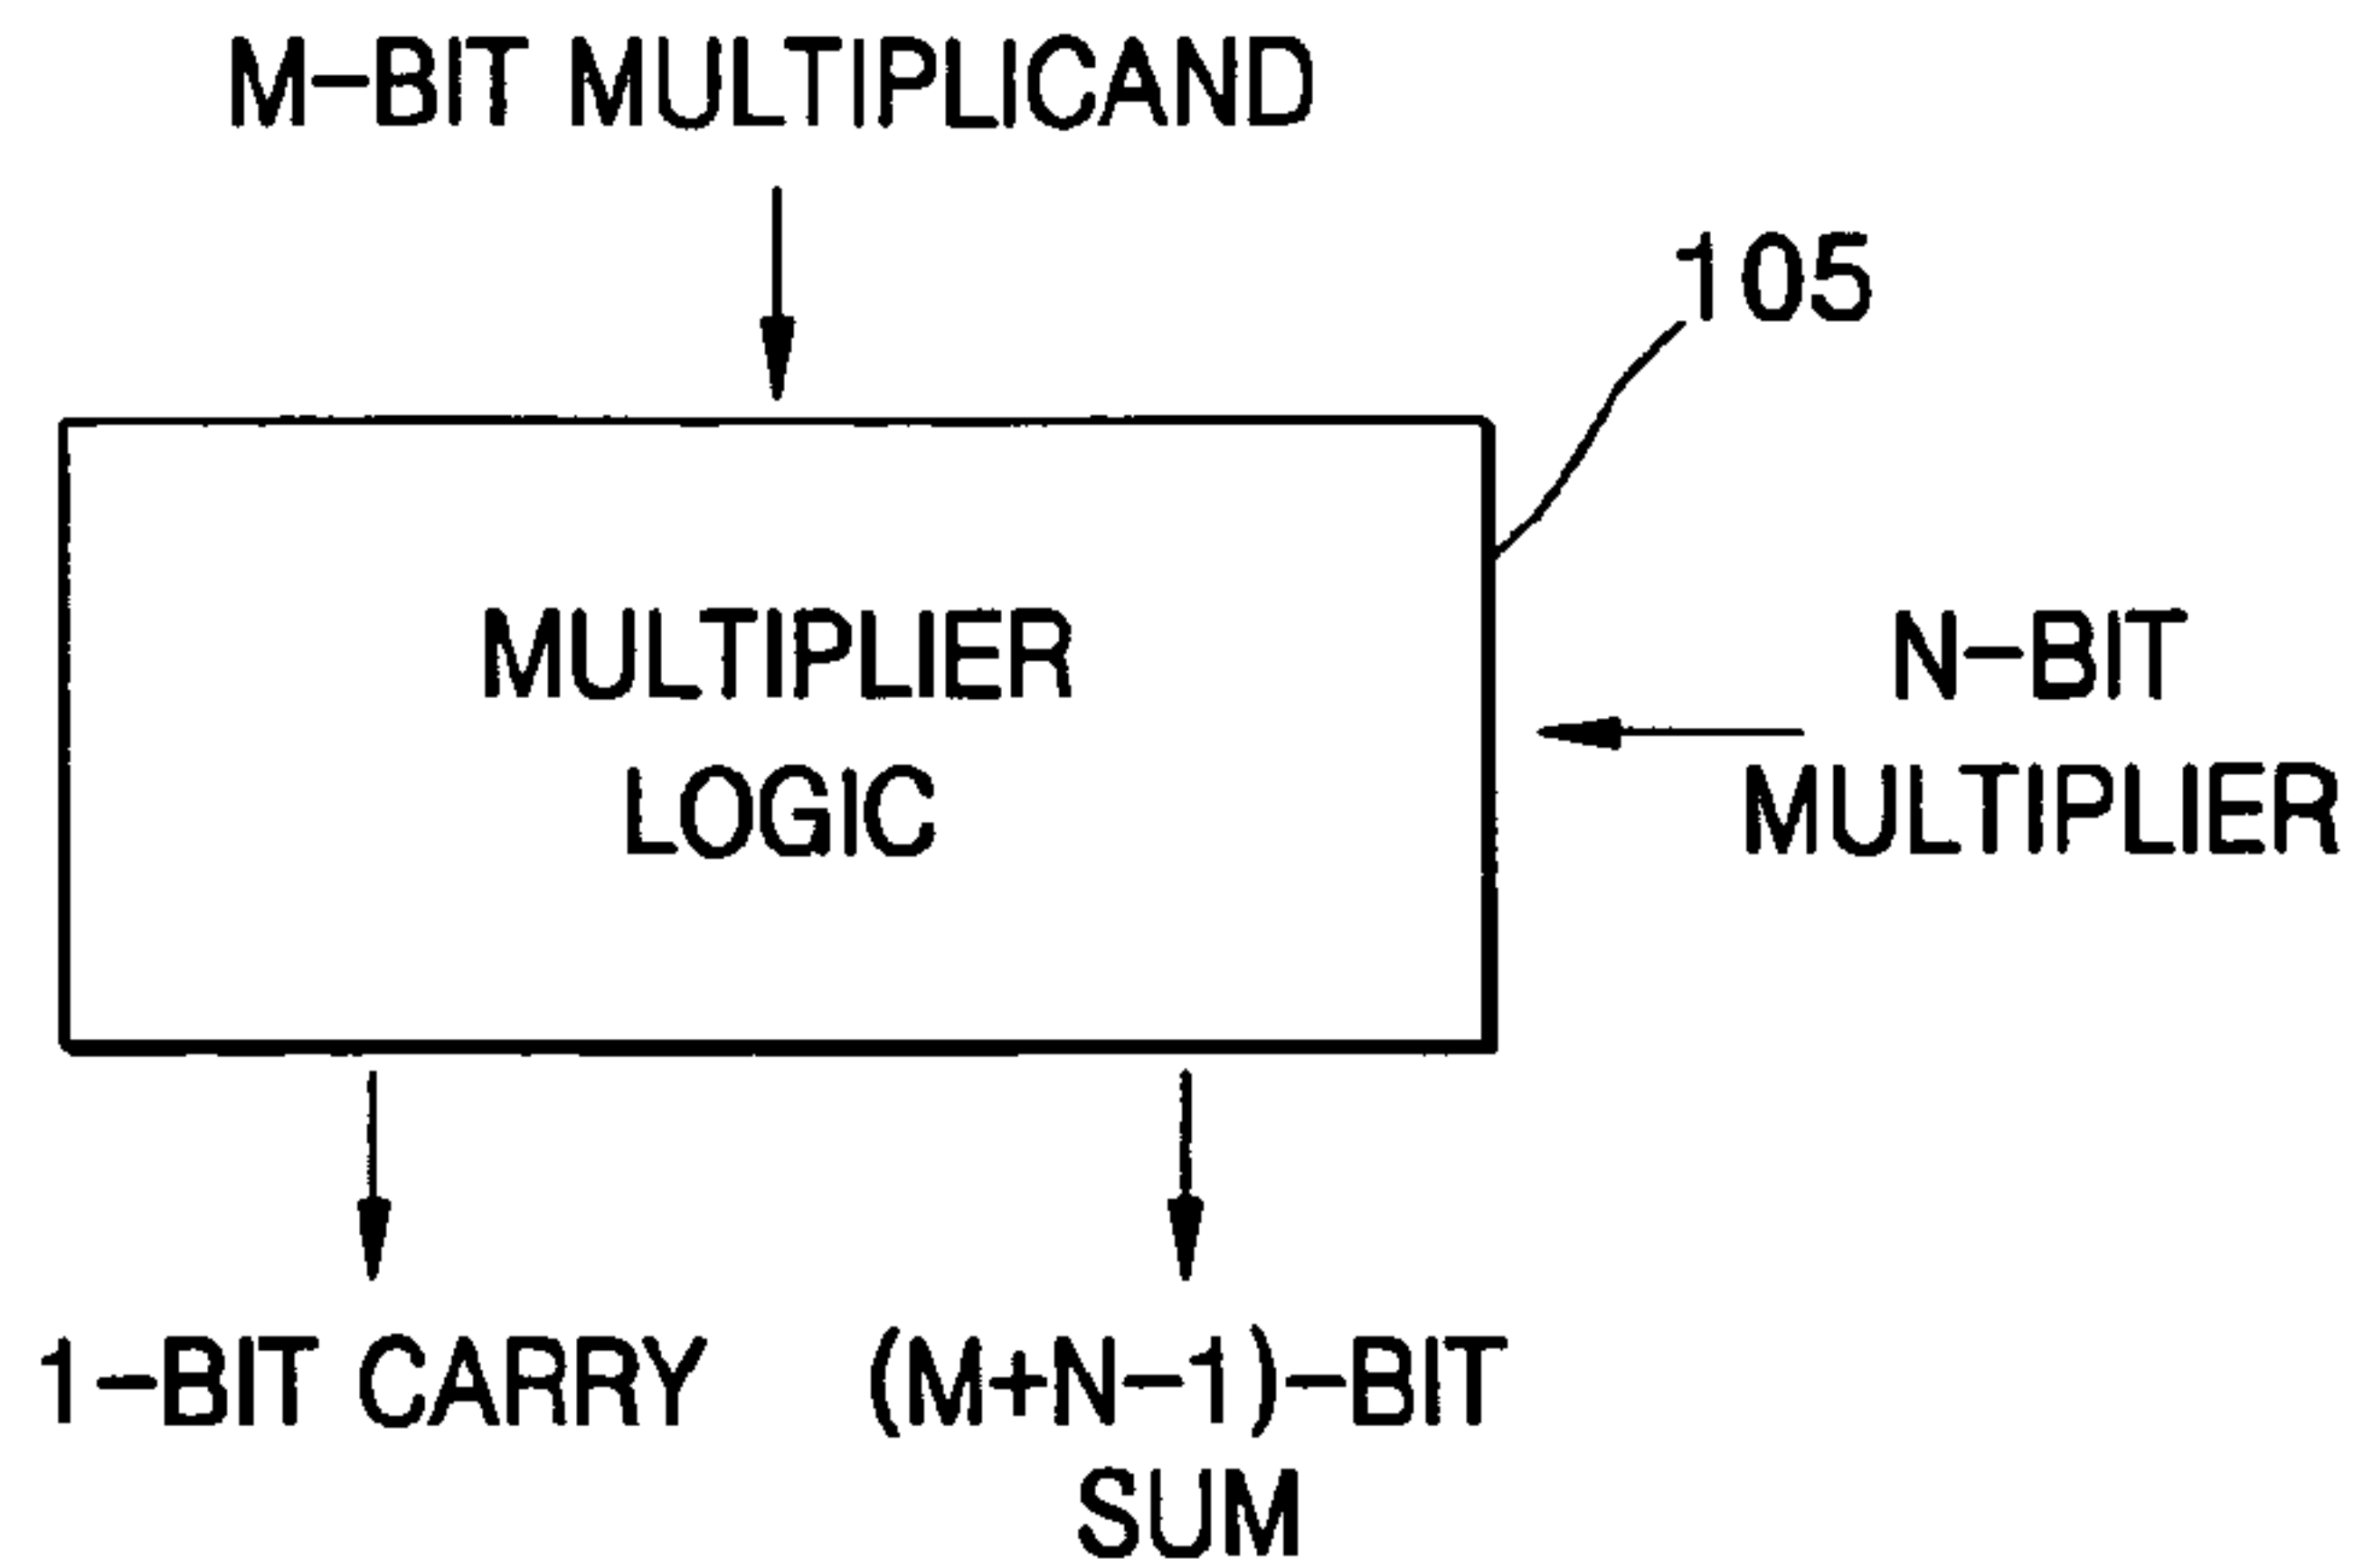 M-BIT MULTIPLICAND
105
MULTIPLIER
LOGIC
N-BIT
MULTIPLIER
1-BIT CARRY
(M+N-1)-BIT
SUM